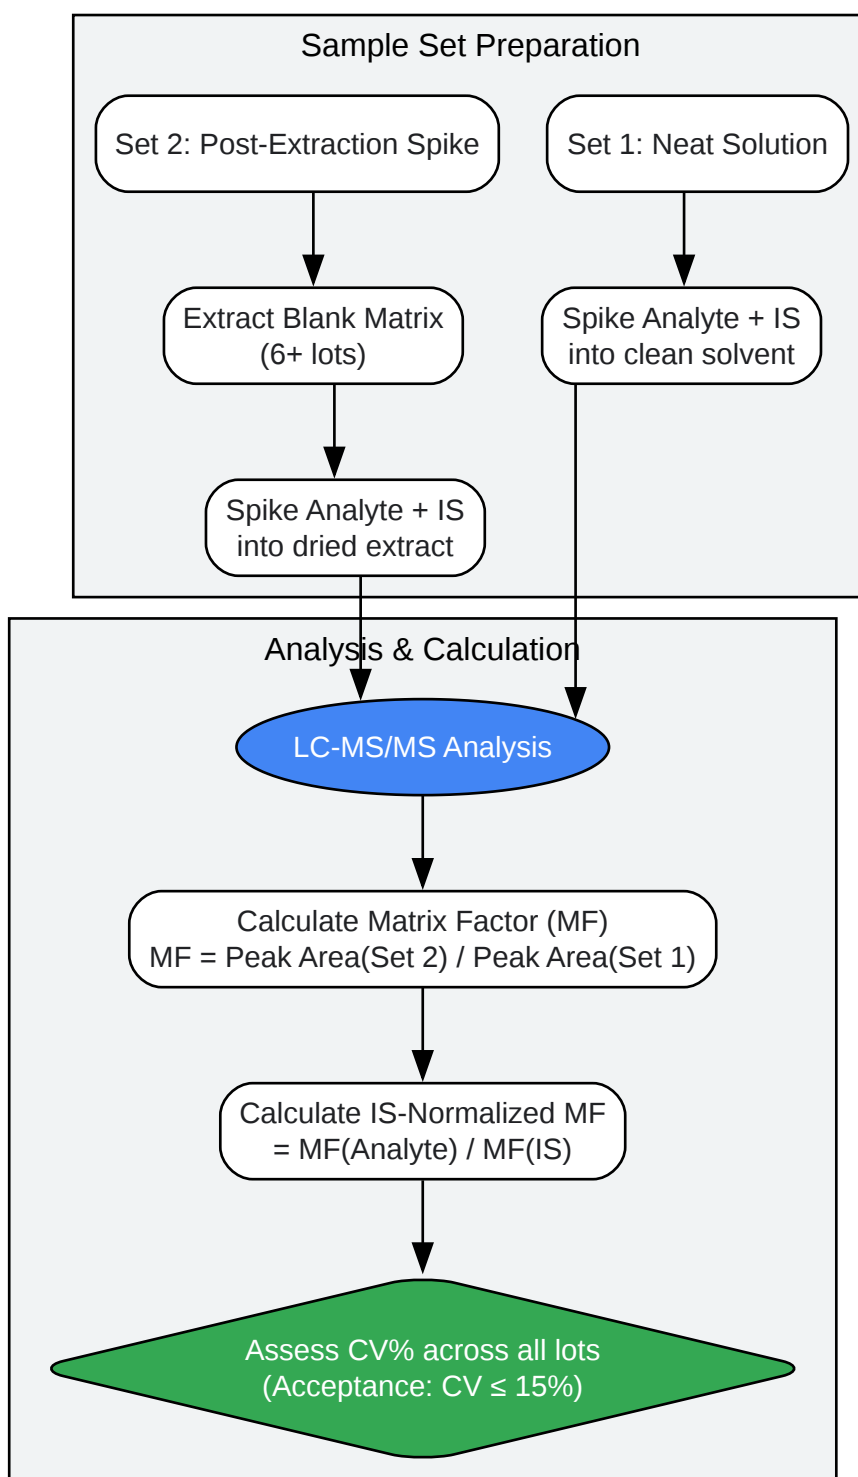 Sample Set Preparation
Set 2: Post-Extraction Spike
Set 1: Neat Solution
Extract Blank Matrix
(6+ lots)
Spike Analyte + IS
into clean solvent
Spike Analyte + IS
into dried extract
Analysis & Calculation
LC-MS/MS Analysis
Calculate Matrix Factor (MF)
MF = Peak Area(Set 2) / Peak Area(Set 1)
Calculate IS-Normalized MF
= MF(Analyte) / MF(IS)
Assess CV% across all lots
(Acceptance: CV ≤ 15%)